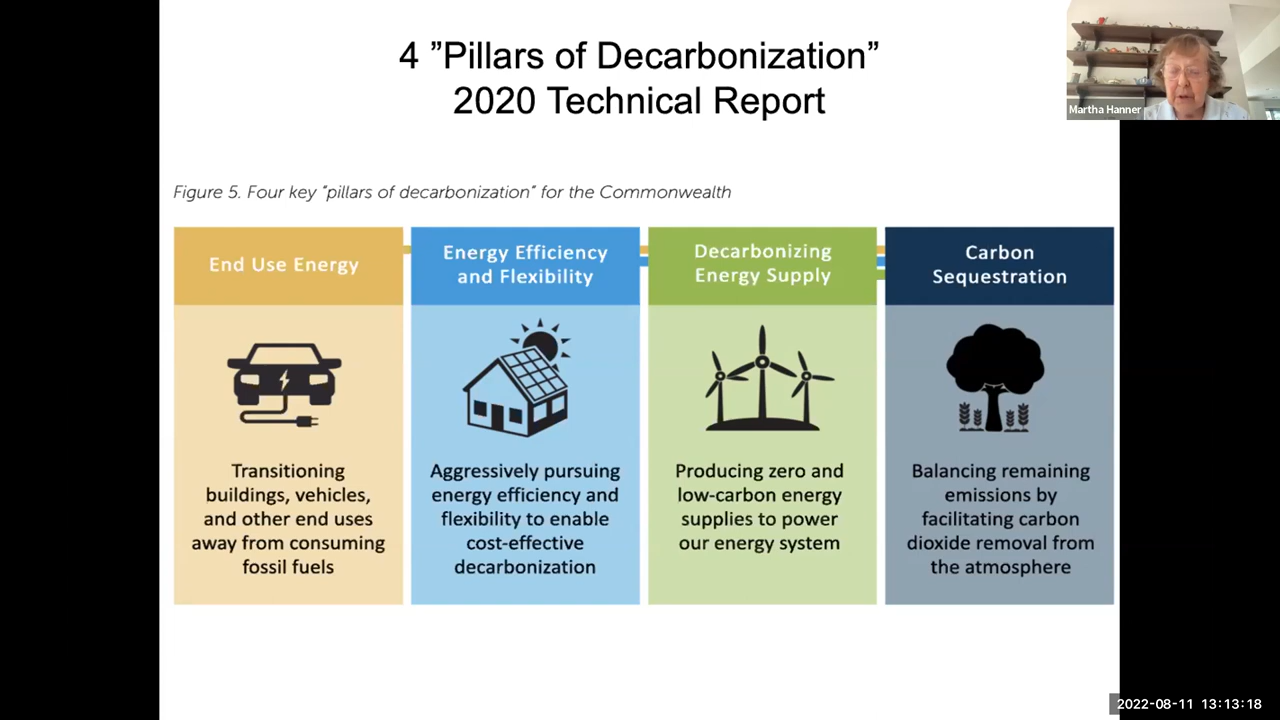 4 ”Pillars of Decarbonization”
2020 Technical Report
Martha Hanner
Figure 5. Four key “pillars of decarbonization” for the Commonwealth
End Use Energy
Transitioning
buildings, vehicles,
and other end uses
away from consuming
fossil fuels
Energy Efficiency
and Flexibility
Aggressively pursuing
energy efficiency and
flexibility to enable
cost-effective
decarbonization
Decarbonizing
Energy Supply
Producing zero and
low-carbon energy
supplies to power
our energy system
Carbon
Sequestration
Balancing remaining
emissions by
facilitating carbon
dioxide removal from
the atmosphere
2022-08-11 13:13:18